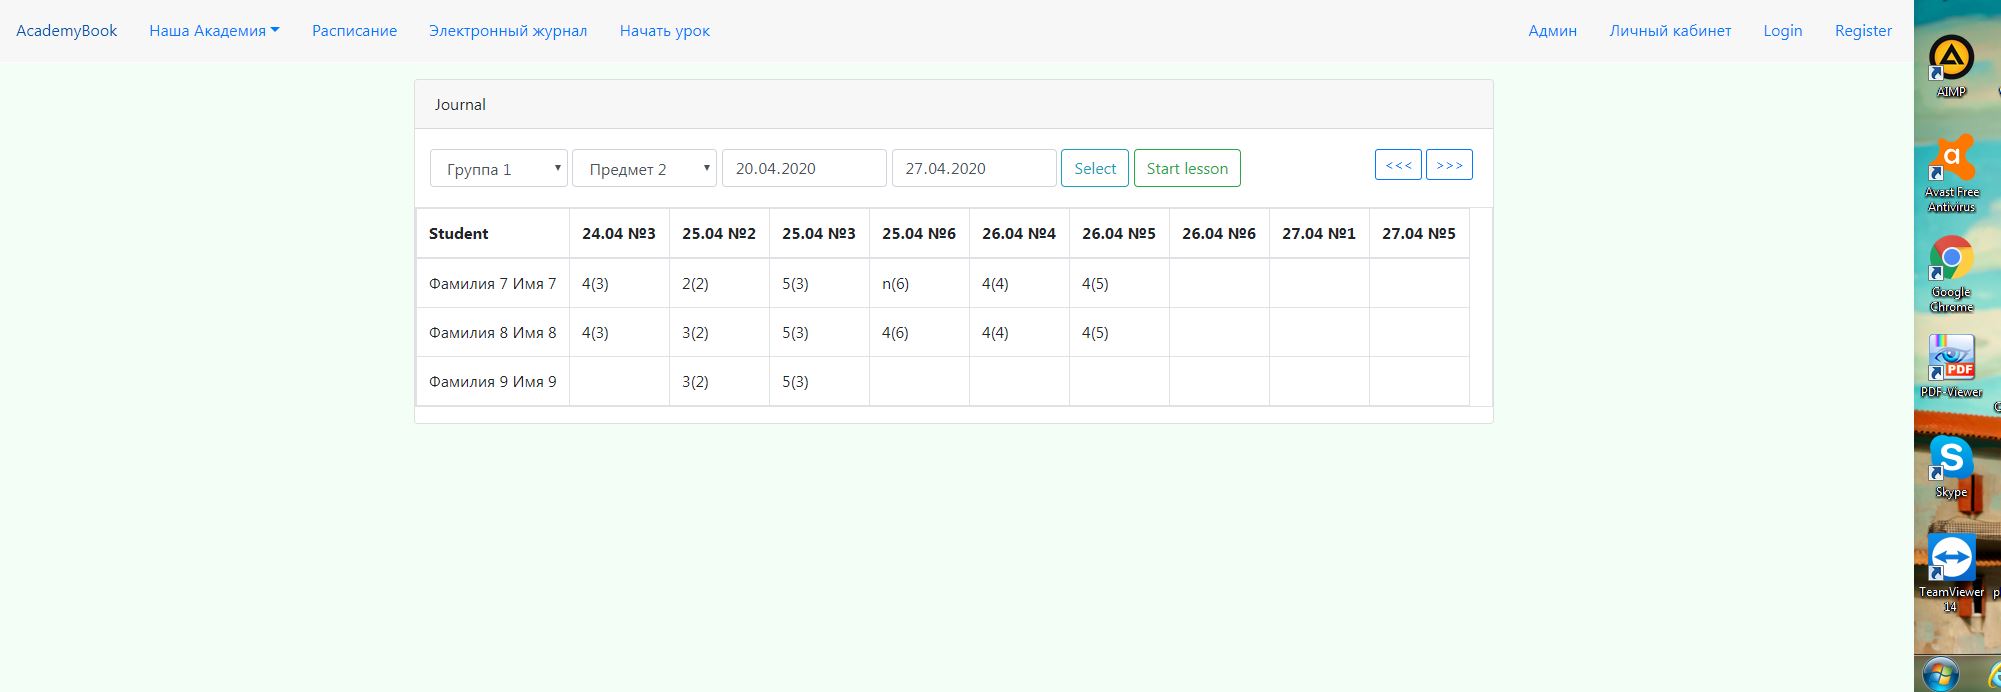 AcademyBook Наша Академия Расписание Электронный журнал Начать урок Админ Личный кабинет Login Register
Journal
Группа 1 Предмет 2 20.04.2020 27.04.2020 Select Start lesson <<< >>>
Student 24.04 №3 25.04 №2 25.04 №3 25.04 №6 26.04 №4 26.04 №5 26.04 №6 27.04 №1 27.04 №5
Фамилия 7 Имя 7 4(3) 2(2) 5(3) n(6) 4(4) 4(5)
Фамилия 8 Имя 8 4(3) 3(2) 5(3) 4(6) 4(4) 4(5)
Фамилия 9 Имя 9 3(2) 5(3)
AIMP
Avast Free
Antivirus
Google
Chrome
PDF
PDF-Viewer
Skype
TeamViewer
14